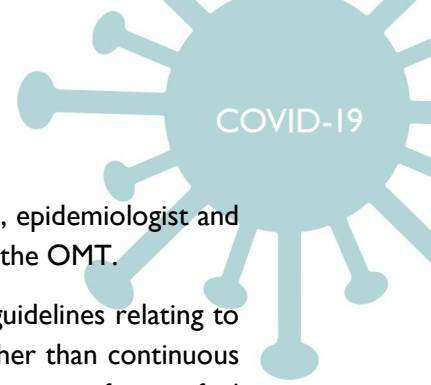 COVID-19
, epidemiologist and
the OMT.
guidelines relating to
her than continuous